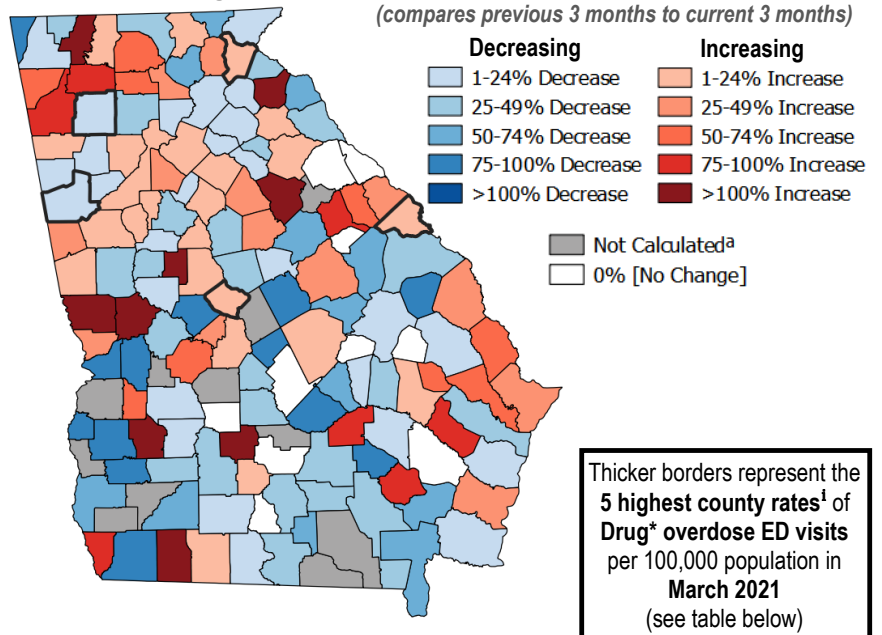 (compares previous 3 months to current 3 months)
Decreasing
Increasing
1-24% Decrease
1-24% Increase
25-49% Decrease
25-49% Increase
50-74% Decrease
50-74% Increase
75-100% Decrease
75-100% Increase
>100% Decrease
>100% Increase
Not Calculatedª
0% [No Change]
Thicker borders represent the
5 highest county ratesⁱ of
Drug* overdose ED visits
per 100,000 population in
March 2021
(see table below)